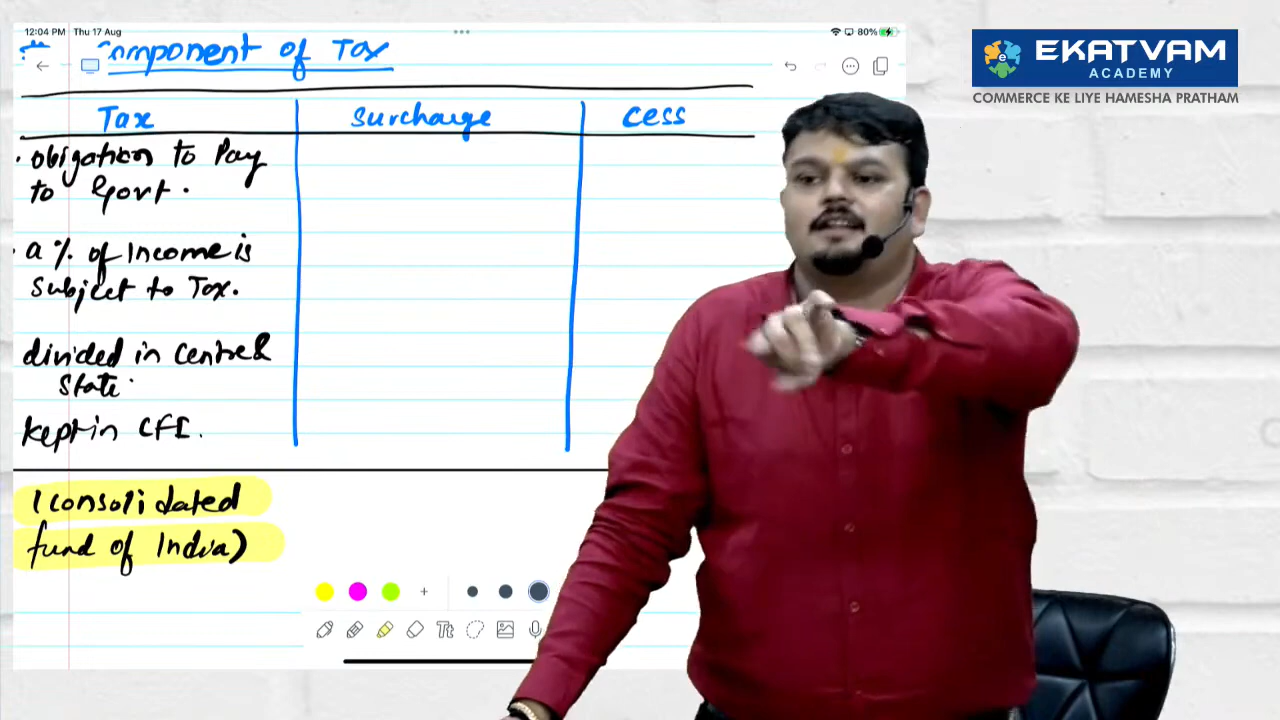 12:04 PM Thu 17 Aug
80%
EKATVAM
ACADEMY
COMMERCE KE LIYE HAMESHA PRATHAM
Component of Tax
Tax
Surcharge
Cess
• obigation to Pay
to Govt.
• a % of Income is
Subject to Tax.
divided in Centre &
State.
kept in CFI.
(Consolidated
fund of India)
+
Tt